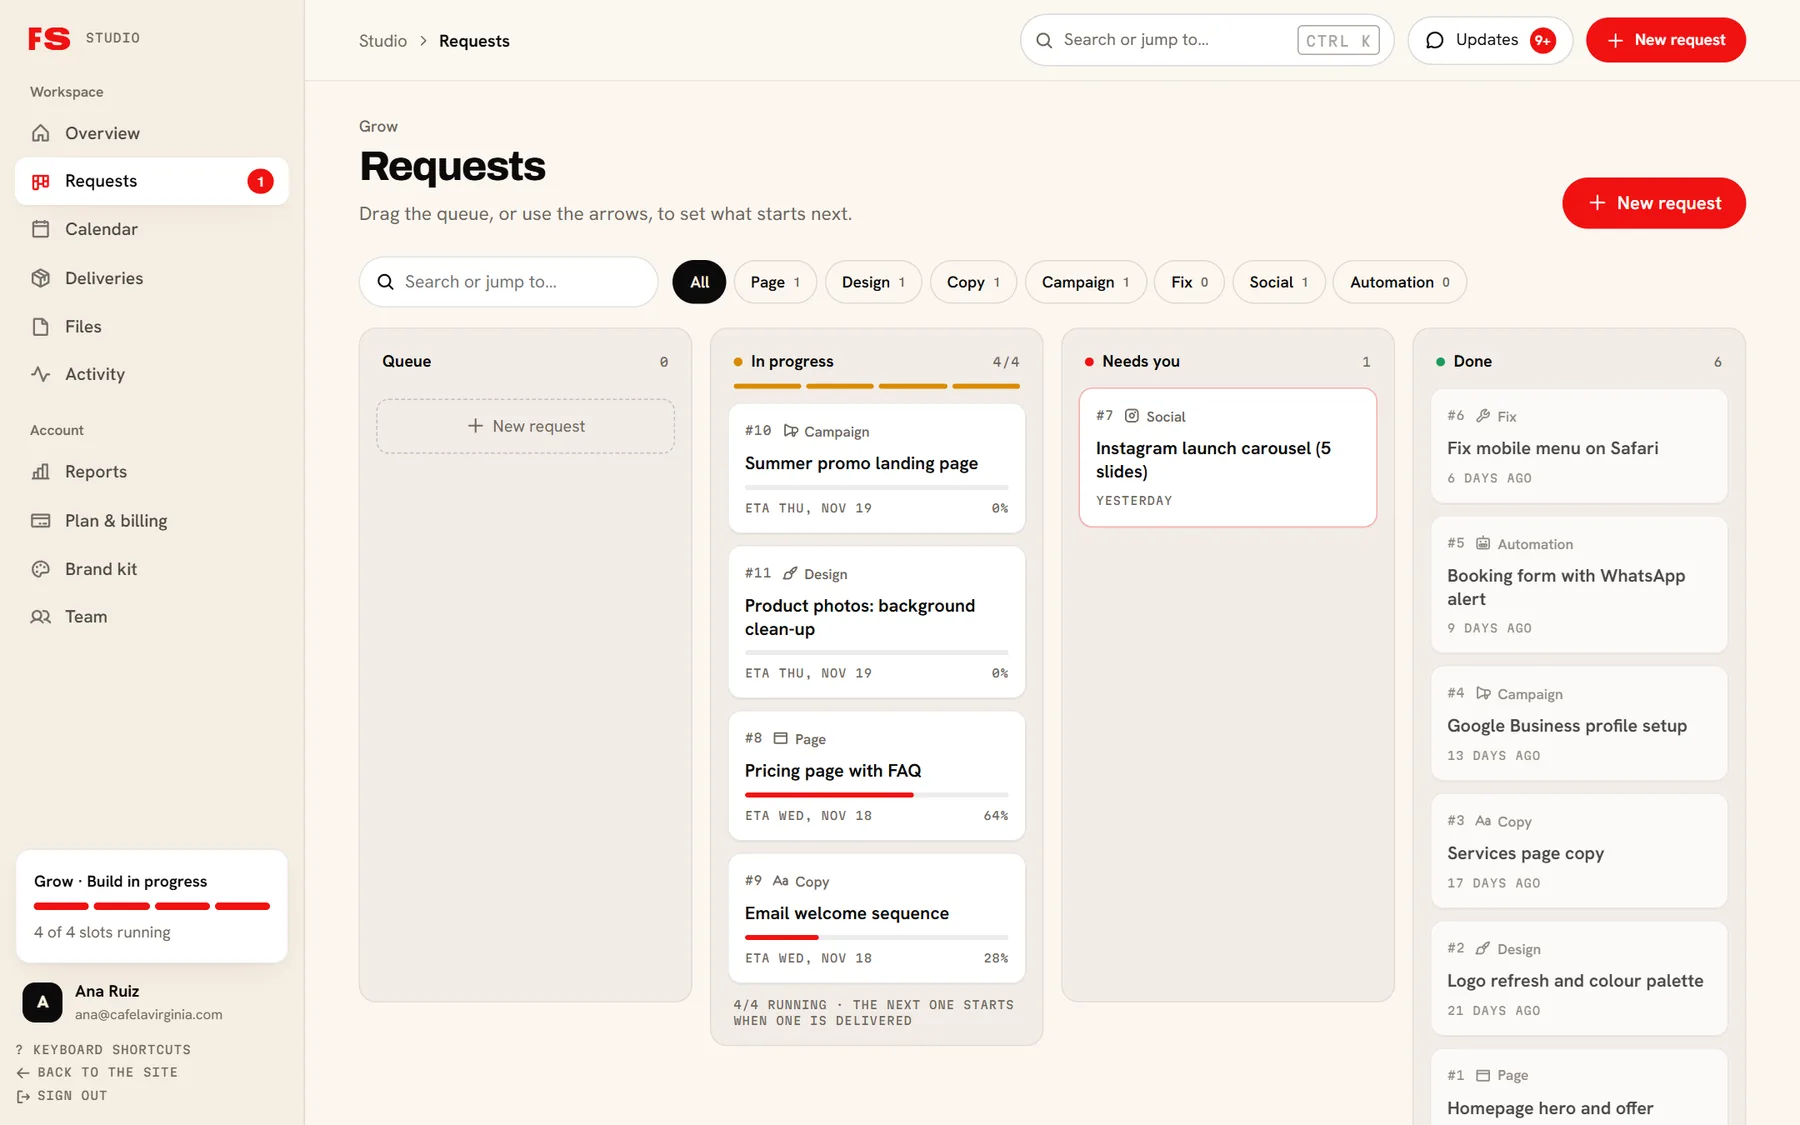 FS STUDIO
Workspace
Overview
Requests 1
Calendar
Deliveries
Files
Activity
Account
Reports
Plan & billing
Brand kit
Team
Grow · Build in progress
4 of 4 slots running
A
Ana Ruiz
ana@cafelavirginia.com
? KEYBOARD SHORTCUTS
BACK TO THE SITE
SIGN OUT
Studio > Requests
Search or jump to...
CTRL K
Updates 9+
New request
Grow
Requests
Drag the queue, or use the arrows, to set what starts next.
New request
Search or jump to...
All
Page 1
Design 1
Copy 1
Campaign 1
Fix 0
Social 1
Automation 0
Queue 0
New request
In progress 4/4
#10 Campaign
Summer promo landing page
ETA THU, NOV 19 0%
#11 Design
Product photos: background
clean-up
ETA THU, NOV 19 0%
#8 Page
Pricing page with FAQ
ETA WED, NOV 18 64%
#9 Aa Copy
Email welcome sequence
ETA WED, NOV 18 28%
4/4 RUNNING · THE NEXT ONE STARTS
WHEN ONE IS DELIVERED
Needs you 1
#7 Social
Instagram launch carousel (5
slides)
YESTERDAY
Done 6
#6 Fix
Fix mobile menu on Safari
6 DAYS AGO
#5 Automation
Booking form with WhatsApp
alert
9 DAYS AGO
#4 Campaign
Google Business profile setup
13 DAYS AGO
#3 Aa Copy
Services page copy
17 DAYS AGO
#2 Design
Logo refresh and colour palette
21 DAYS AGO
#1 Page
Homepage hero and offer